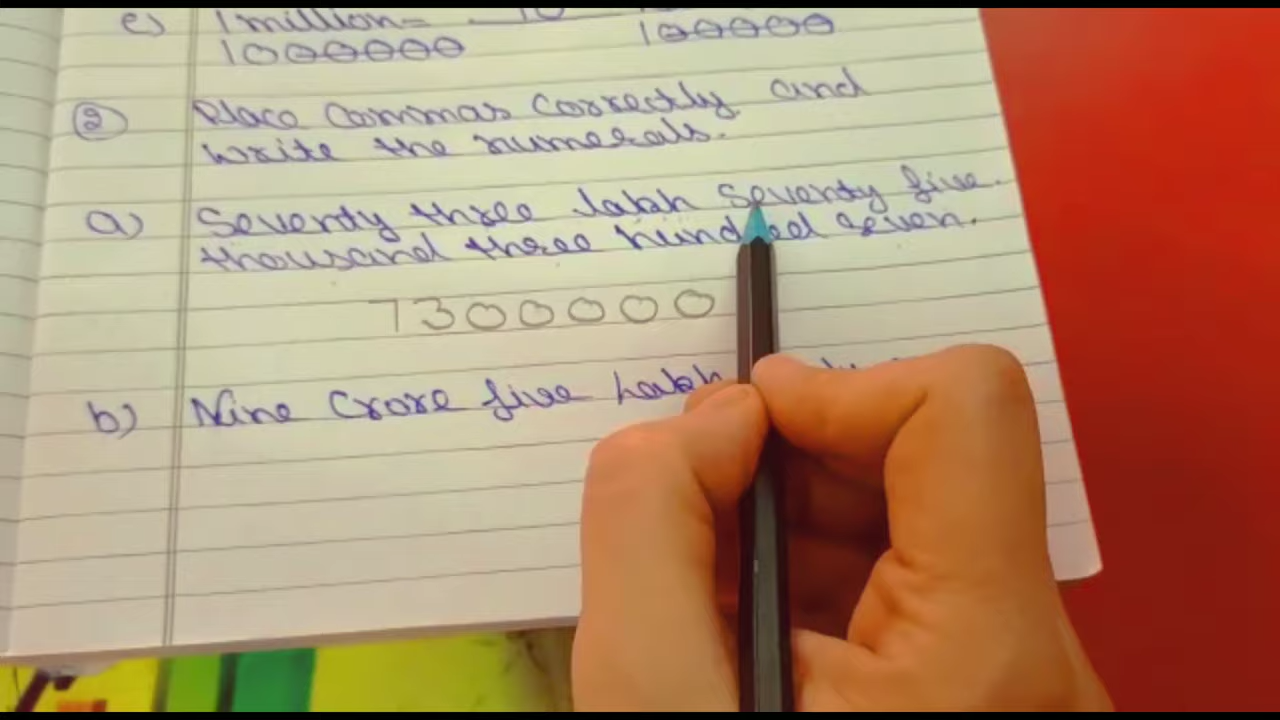 e) 1 million = 10
1000000 100000
② Place Commas Correctly and
write the numerals.
a) Seventy three lakh Seventy five
thousand three hundred seven.
7300000
b) Nine Crore five Lakh